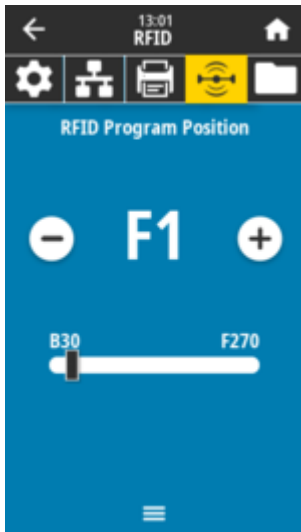 13:01
RFID
RFID Program Position
F1
B30 F270